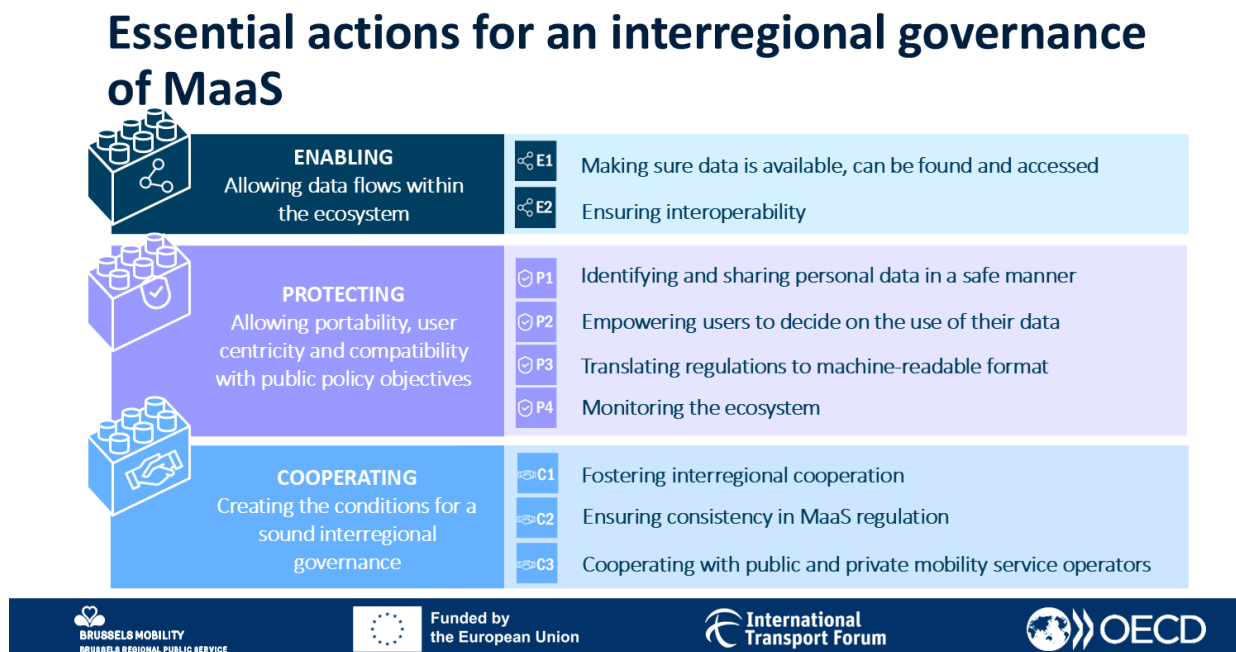 Essential actions for an interregional governance
of MaaS
ENABLING
Allowing data flows within
the ecosystem
E1 Making sure data is available, can be found and accessed
E2 Ensuring interoperability
PROTECTING
Allowing portability, user
centricity and compatibility
with public policy objectives
P1 Identifying and sharing personal data in a safe manner
P2 Empowering users to decide on the use of their data
P3 Translating regulations to machine-readable format
P4 Monitoring the ecosystem
COOPERATING
Creating the conditions for a
sound interregional
governance
C1 Fostering interregional cooperation
C2 Ensuring consistency in MaaS regulation
C3 Cooperating with public and private mobility service operators
BRUSSELS MOBILITY
BRUSSELS REGIONAL PUBLIC SERVICE
Funded by
the European Union
International
Transport Forum
OECD